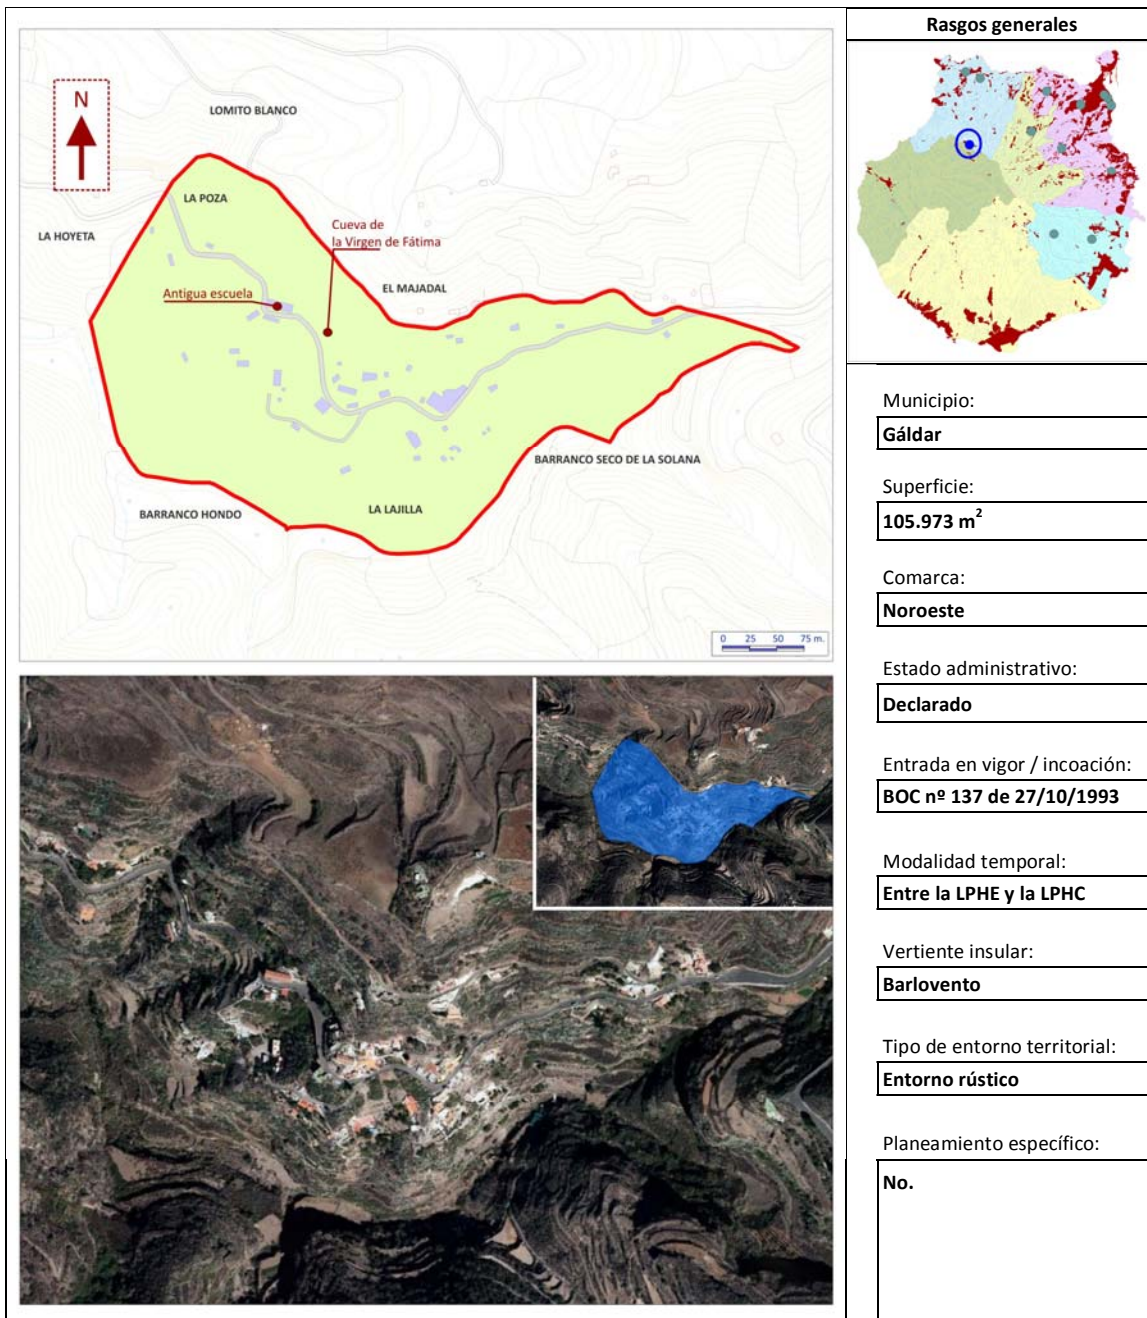 N
LOMITO BLANCO
LA POZA
LA HOYETA
Cueva de
la Virgen de Fátima
EL MAJADAL
Antigua escuela
BARRANCO SECO DE LA SOLANA
BARRANCO HONDO
LA LAJILLA
0 25 50 75 m.
Rasgos generales
Municipio:
Gáldar
Superficie:
105.973 m²
Comarca:
Noroeste
Estado administrativo:
Declarado
Entrada en vigor / incoación:
BOC nº 137 de 27/10/1993
Modalidad temporal:
Entre la LPHE y la LPHC
Vertiente insular:
Barlovento
Tipo de entorno territorial:
Entorno rústico
Planeamiento específico:
No.